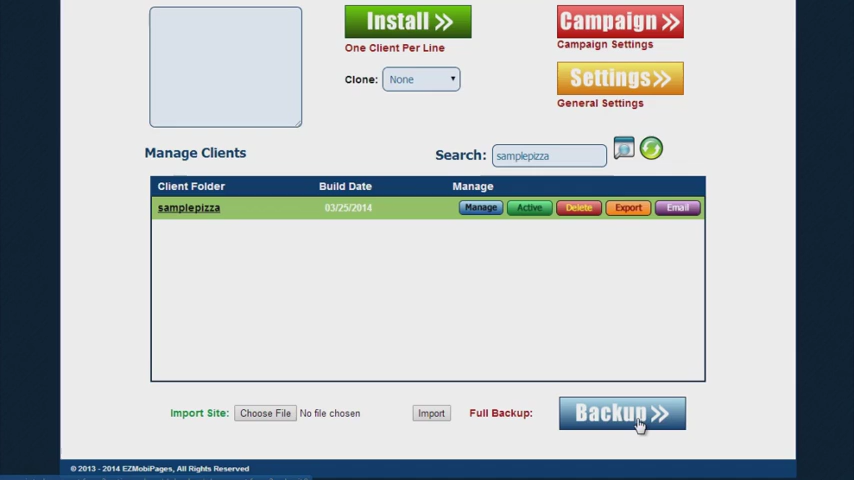 Install >>
One Client Per Line
Clone: None
Campaign >>
Campaign Settings
Settings >>
General Settings
Manage Clients
Search: samplepizza
Client Folder Build Date Manage
samplepizza 03/25/2014 Manage Active Delete Export Email
Import Site: Choose File No file chosen Import Full Backup: Backup >>
© 2013 - 2014 EZMobiPages, All Rights Reserved